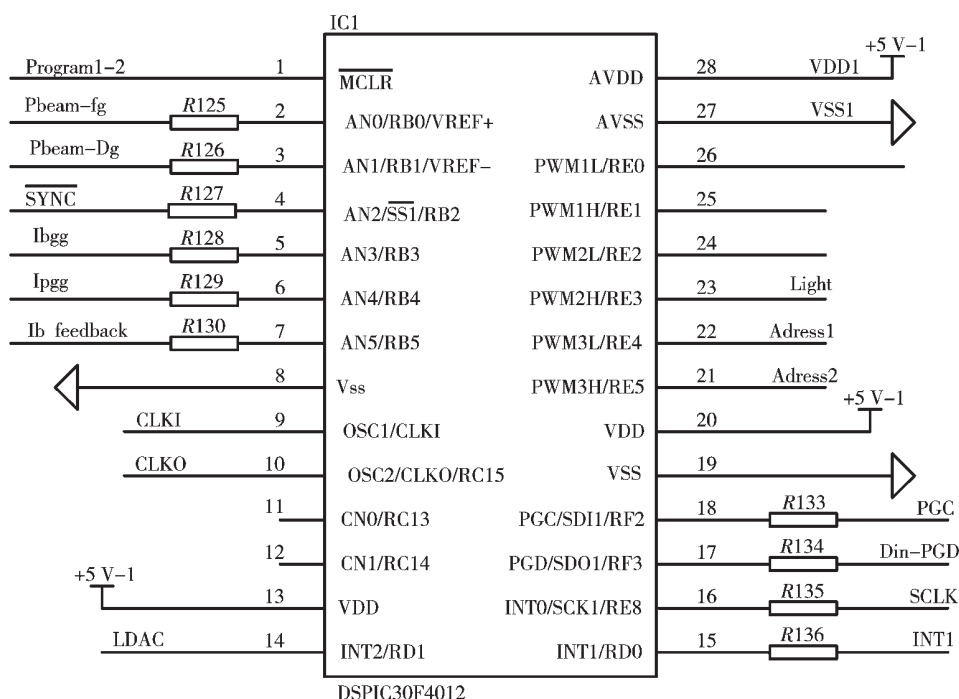 IC1
Program1-2 1 MCLR
Pbeam-fg R125 2 AN0/RB0/VREF+
Pbeam-Dg R126 3 AN1/RB1/VREF-
SYNC R127 4 AN2/SS1/RB2
Ibgg R128 5 AN3/RB3
Ipgg R129 6 AN4/RB4
Ib feedback R130 7 AN5/RB5
8 Vss
CLKI 9 OSC1/CLKI
CLKO 10 OSC2/CLKO/RC15
11 CN0/RC13
12 CN1/RC14
+5 V-1
13 VDD
LDAC 14 INT2/RD1
+5 V-1
AVDD 28 VDD1
AVSS 27 VSS1
PWM1L/RE0 26
PWM1H/RE1 25
PWM2L/RE2 24
PWM2H/RE3 23 Light
PWM3L/RE4 22 Adress1
PWM3H/RE5 21 Adress2
+5 V-1
VDD 20
VSS 19
PGC/SDI1/RF2 18 R133 PGC
PGD/SDO1/RF3 17 R134 Din-PGD
INT0/SCK1/RE8 16 R135 SCLK
INT1/RD0 15 R136 INT1
DSPIC30F4012